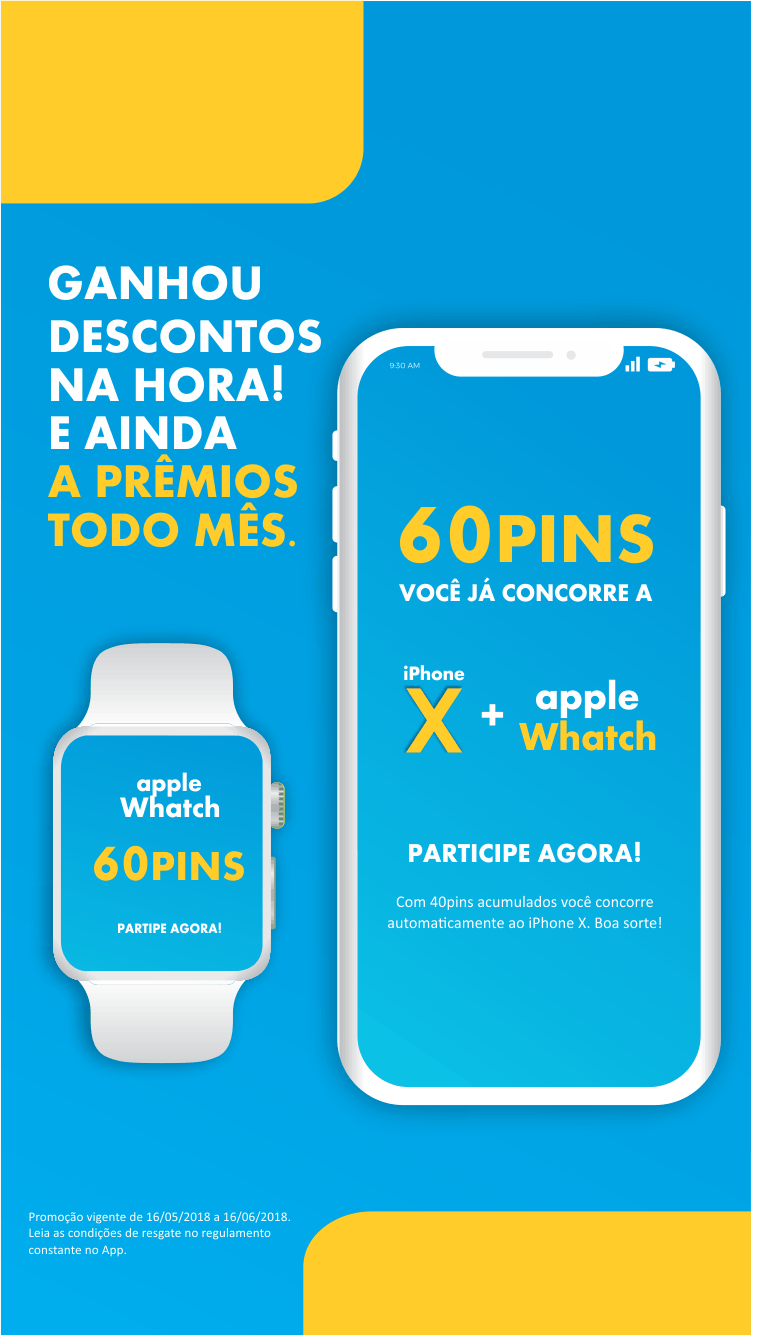 GANHOU
DESCONTOS
NA HORA!
E AINDA
A PRÊMIOS
TODO MÊS.
9:30 AM
60PINS
VOCÊ JÁ CONCORRE A
iPhone
X + apple
Whatch
PARTICIPE AGORA!
Com 40pins acumulados você concorre
automaticamente ao iPhone X. Boa sorte!
apple
Whatch
60PINS
PARTIPE AGORA!
Promoção vigente de 16/05/2018 a 16/06/2018.
Leia as condições de resgate no regulamento
constante no App.